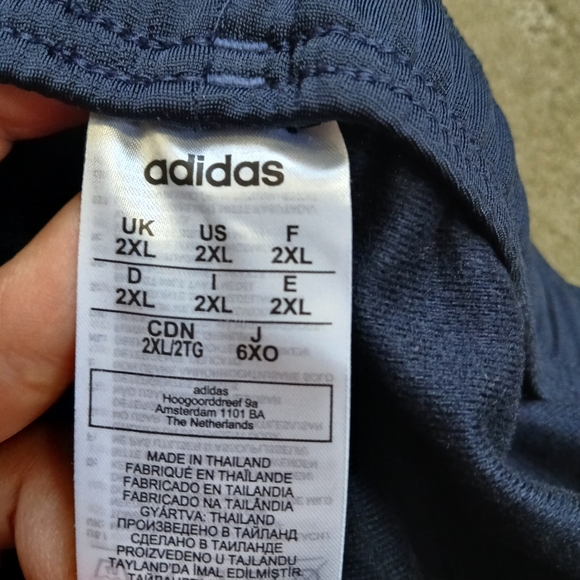 adidas
UK US F
2XL 2XL 2XL
D I E
2XL 2XL 2XL
CDN J
2XL/2TG 6XO
adidas
Hoogoorddreef 9a
Amsterdam 1101 BA
The Netherlands
MADE IN THAILAND
FABRIQUÉ EN THAÏLANDE
FABRICADO EN TAILANDIA
FABRICADO NA TAILÂNDIA
GYÁRTVA: THAILAND
ПРОИЗВЕДЕНО В ТАЙЛАНД
СДЕЛАНО В ТАИЛАНДЕ
PROIZVEDENO U TAJLANDU
TAYLAND'DA İMAL EDİLMİŞTİR